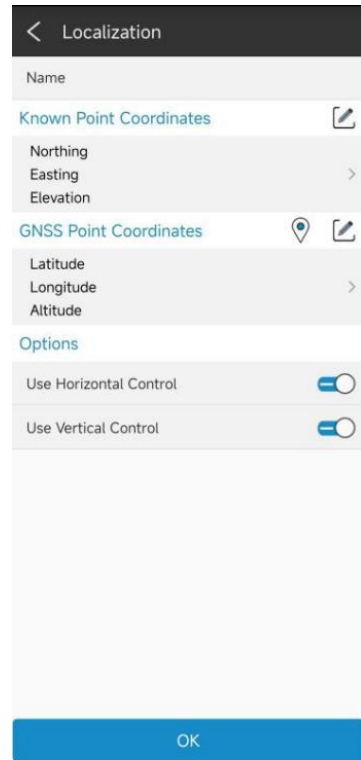 Localization
Name
Known Point Coordinates
Northing
Easting
Elevation
GNSS Point Coordinates
Latitude
Longitude
Altitude
Options
Use Horizontal Control
Use Vertical Control
OK